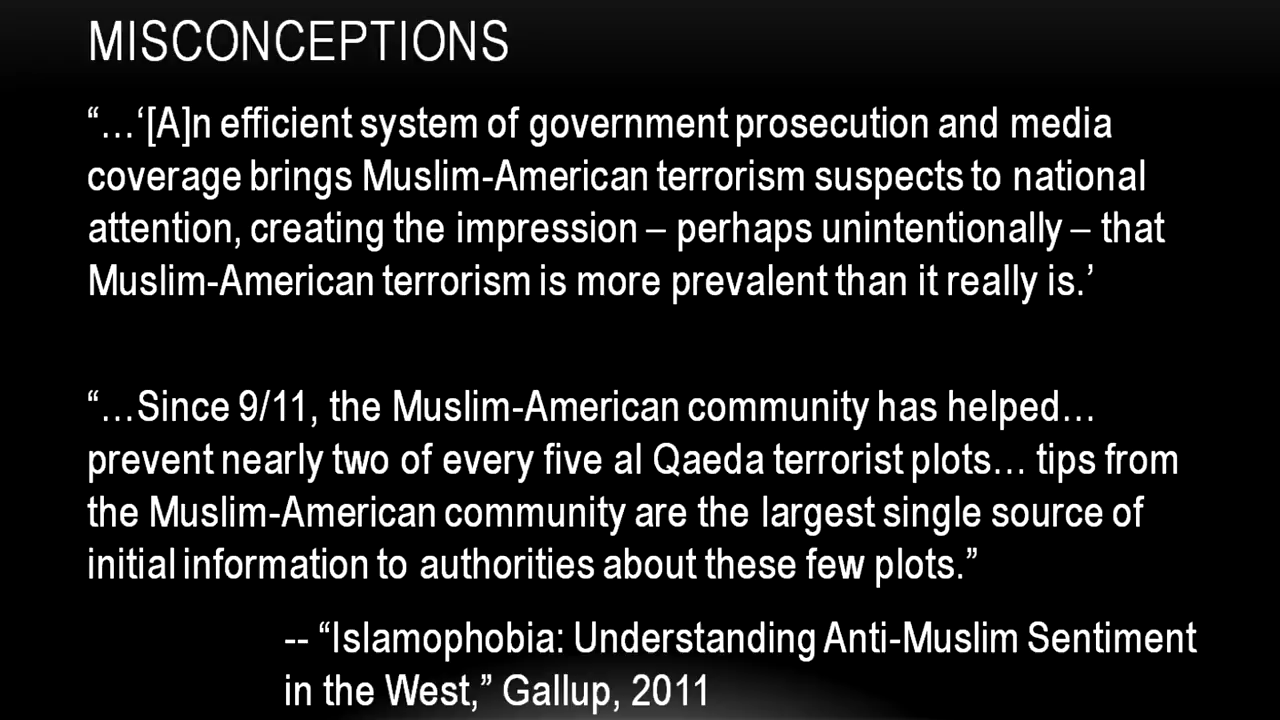 MISCONCEPTIONS
“…‘[A]n efficient system of government prosecution and media
coverage brings Muslim-American terrorism suspects to national
attention, creating the impression – perhaps unintentionally – that
Muslim-American terrorism is more prevalent than it really is.’
“…Since 9/11, the Muslim-American community has helped…
prevent nearly two of every five al Qaeda terrorist plots… tips from
the Muslim-American community are the largest single source of
initial information to authorities about these few plots.”
-- “Islamophobia: Understanding Anti-Muslim Sentiment
in the West,” Gallup, 2011